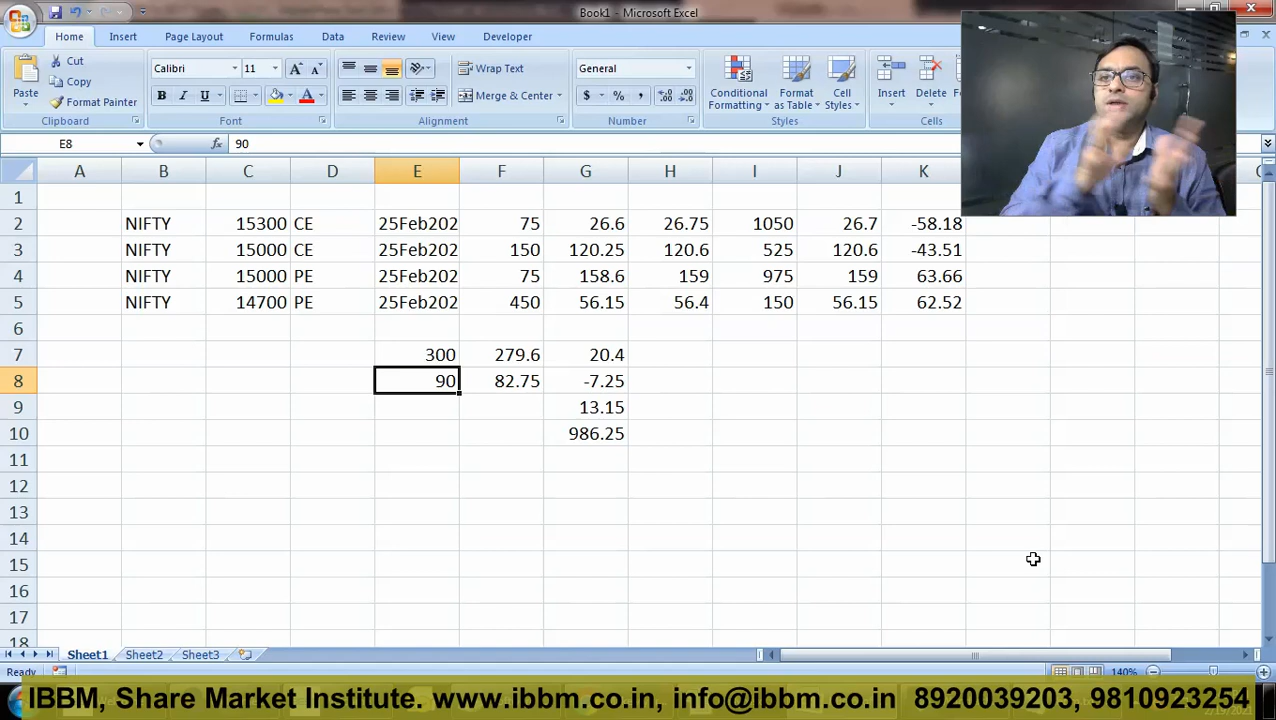 Book1 - Microsoft Excel
Home Insert Page Layout Formulas Data Review View Developer
Paste Cut Copy Format Painter Clipboard
Calibri 11 B I U Font
Wrap Text Merge & Center Alignment
General $ % , Number
Conditional Formatting Format as Table Cell Styles Styles
Insert Delete Cells
E8 fx 90
A B C D E F G H I J K
1
2 NIFTY 15300 CE 25Feb202 75 26.6 26.75 1050 26.7 -58.18
3 NIFTY 15000 CE 25Feb202 150 120.25 120.6 525 120.6 -43.51
4 NIFTY 15000 PE 25Feb202 75 158.6 159 975 159 63.66
5 NIFTY 14700 PE 25Feb202 450 56.15 56.4 150 56.15 62.52
6
7 300 279.6 20.4
8 90 82.75 -7.25
9 13.15
10 986.25
11
12
13
14
15
16
17
18
Sheet1 Sheet2 Sheet3
Ready 140%
IBBM, Share Market Institute. www.ibbm.co.in, info@ibbm.co.in 8920039203, 9810923254